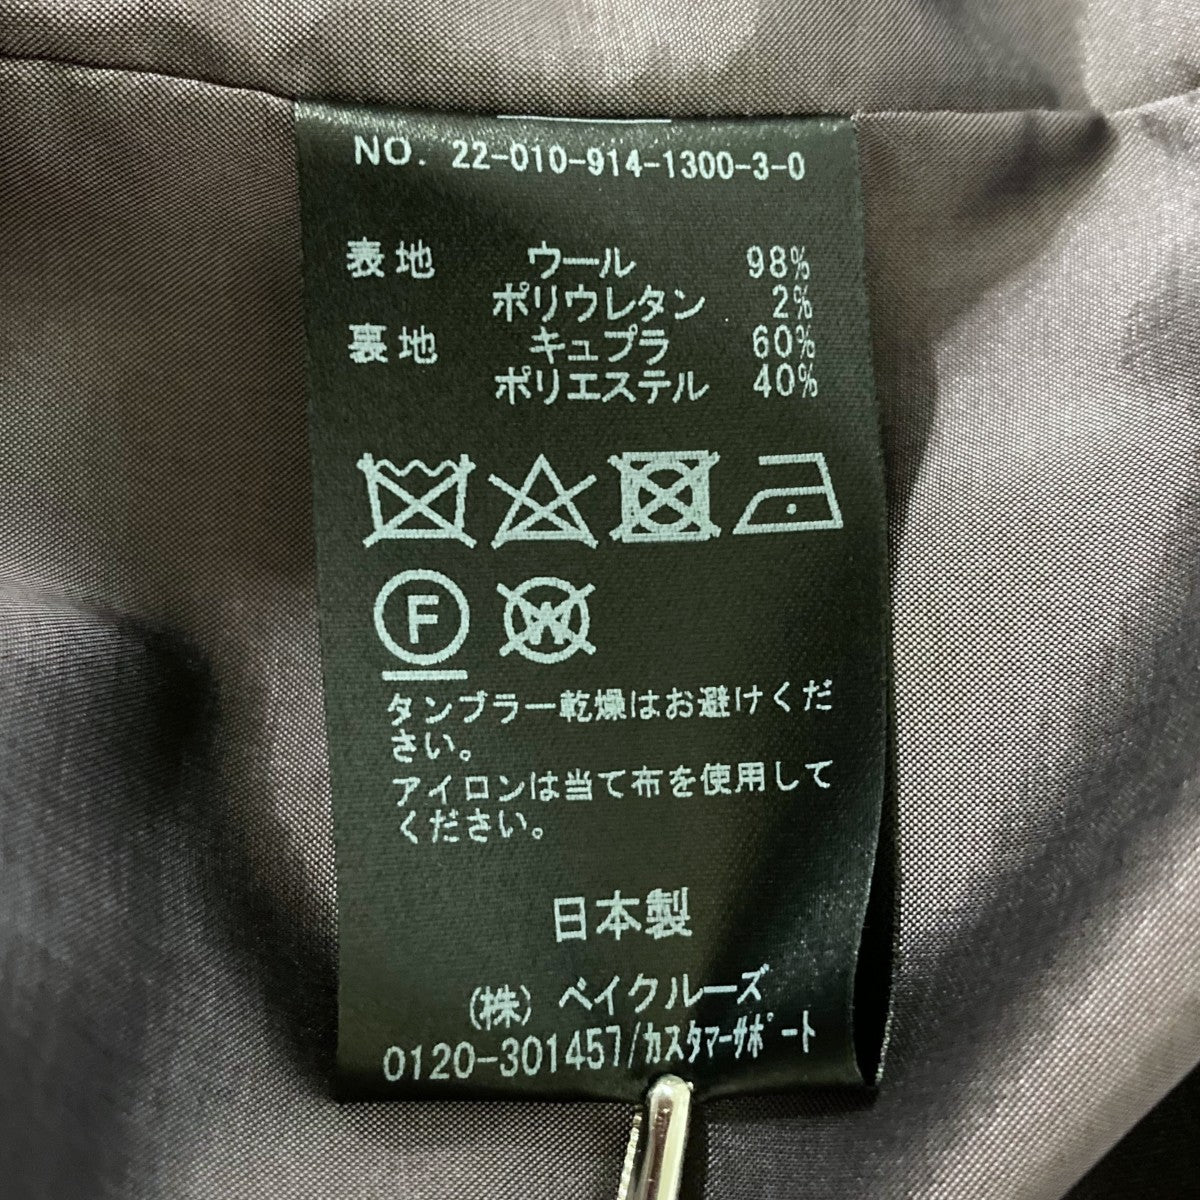 NO. 22-010-914-1300-3-0
表地 ウール 98%
ポリウレタン 2%
裏地 キュプラ 60%
ポリエステル 40%
F W
タンブラー乾燥はお避けくだ
さい。
アイロンは当て布を使用して
ください。
日本製
(株) ベイクルーズ
0120-301457/ｶｽﾀﾏｰｻﾎﾟｰﾄ